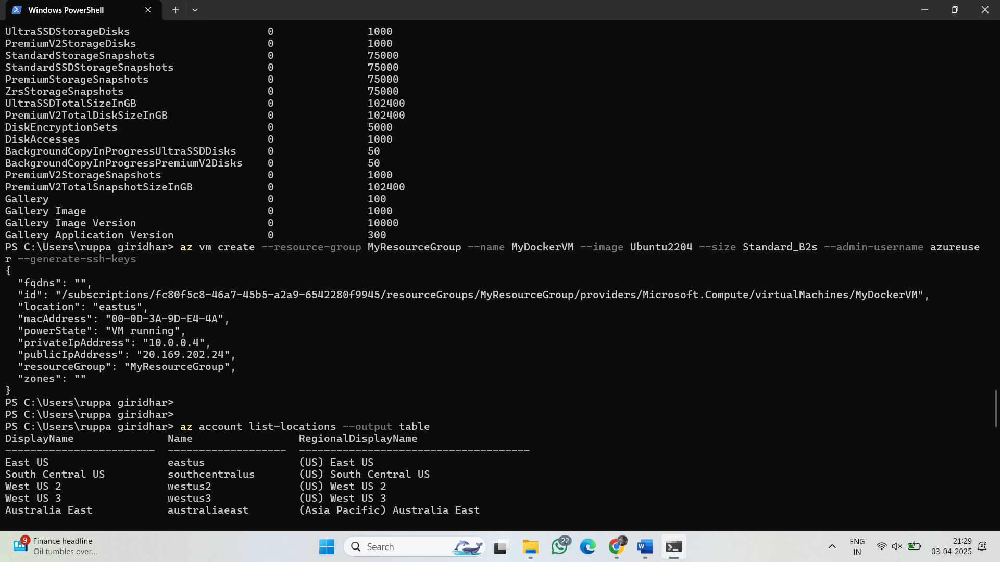 Windows PowerShell
UltraSSDStorageDisks 0 1000
PremiumV2StorageDisks 0 1000
StandardStorageSnapshots 0 75000
StandardSSDStorageSnapshots 0 75000
PremiumStorageSnapshots 0 75000
ZrsStorageSnapshots 0 75000
UltraSSDTotalSizeInGB 0 102400
PremiumV2TotalDiskSizeInGB 0 102400
DiskEncryptionSets 0 5000
DiskAccesses 0 1000
BackgroundCopyInProgressUltraSSDDisks 0 50
BackgroundCopyInProgressPremiumV2Disks 0 50
PremiumV2StorageSnapshots 0 1000
PremiumV2TotalSnapshotSizeInGB 0 102400
Gallery 0 100
Gallery Image 0 1000
Gallery Image Version 0 10000
Gallery Application Version 0 300
PS C:\Users\ruppa giridhar> az vm create --resource-group MyResourceGroup --name MyDockerVM --image Ubuntu2204 --size Standard_B2s --admin-username azureuse
r --generate-ssh-keys
{
"fqdns": "",
"id": "/subscriptions/fc80f5c8-46a7-45b5-a2a9-6542280f9945/resourceGroups/MyResourceGroup/providers/Microsoft.Compute/virtualMachines/MyDockerVM",
"location": "eastus",
"macAddress": "00-0D-3A-9D-E4-4A",
"powerState": "VM running",
"privateIpAddress": "10.0.0.4",
"publicIpAddress": "20.169.202.24",
"resourceGroup": "MyResourceGroup",
"zones": ""
}
PS C:\Users\ruppa giridhar>
PS C:\Users\ruppa giridhar>
PS C:\Users\ruppa giridhar> az account list-locations --output table
DisplayName Name RegionalDisplayName
------------------------ ------------------- -------------------------------------
East US eastus (US) East US
South Central US southcentralus (US) South Central US
West US 2 westus2 (US) West US 2
West US 3 westus3 (US) West US 3
Australia East australiaeast (Asia Pacific) Australia East
9
Finance headline
Oil tumbles over...
Search
22
ENG
IN
21:29
03-04-2025